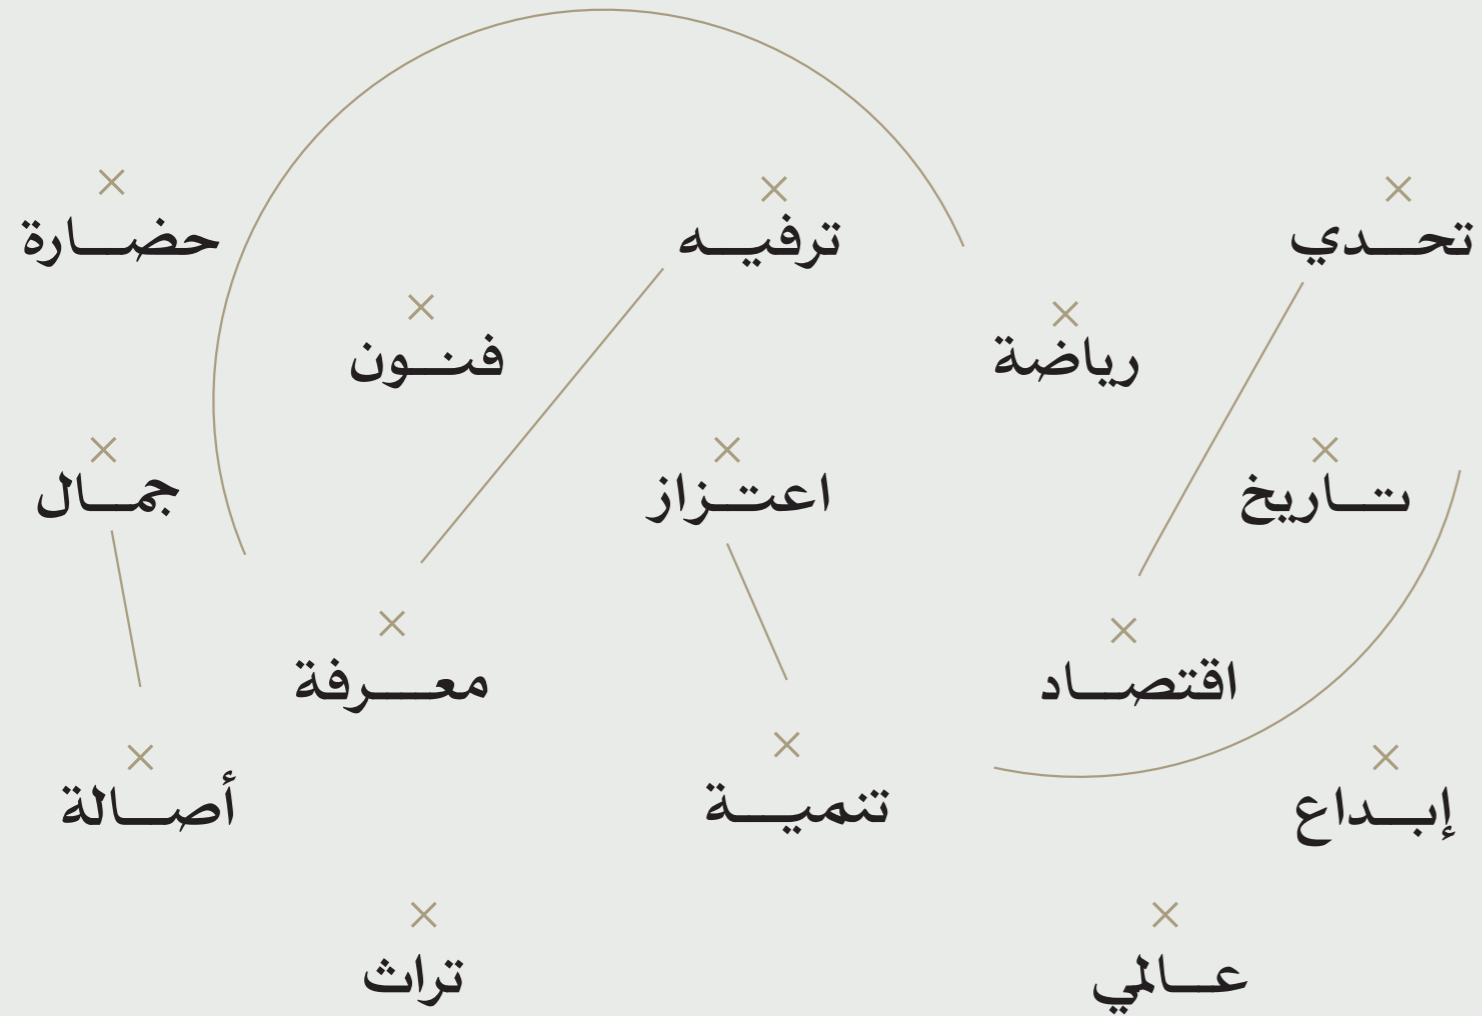 تحدي
ترفيه
حضارة
رياضة
فنون
تاريخ
اعتزاز
جمال
اقتصاد
معرفة
إبداع
تنمية
أصالة
عالمي
تراث